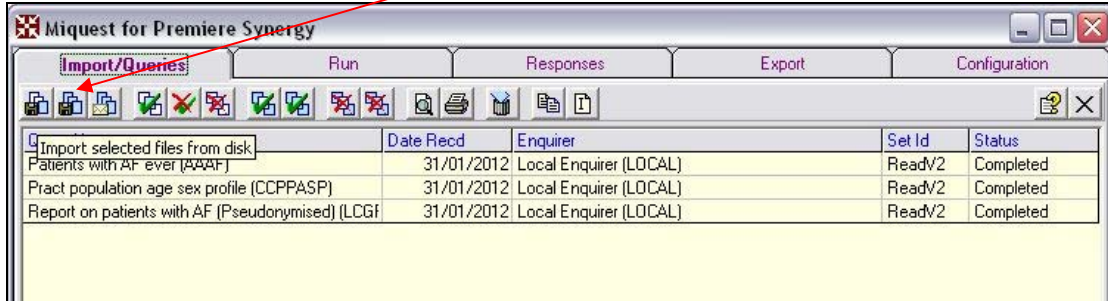 Miquest for Premiere Synergy
Import/Queries Run Responses Export Configuration
Date Recd Enquirer Set Id Status
Import selected files from disk
Patients with AF ever (AAAF) 31/01/2012 Local Enquirer (LOCAL) ReadV2 Completed
Pract population age sex profile (CCPPASP) 31/01/2012 Local Enquirer (LOCAL) ReadV2 Completed
Report on patients with AF (Pseudonymised) (LCGF 31/01/2012 Local Enquirer (LOCAL) ReadV2 Completed